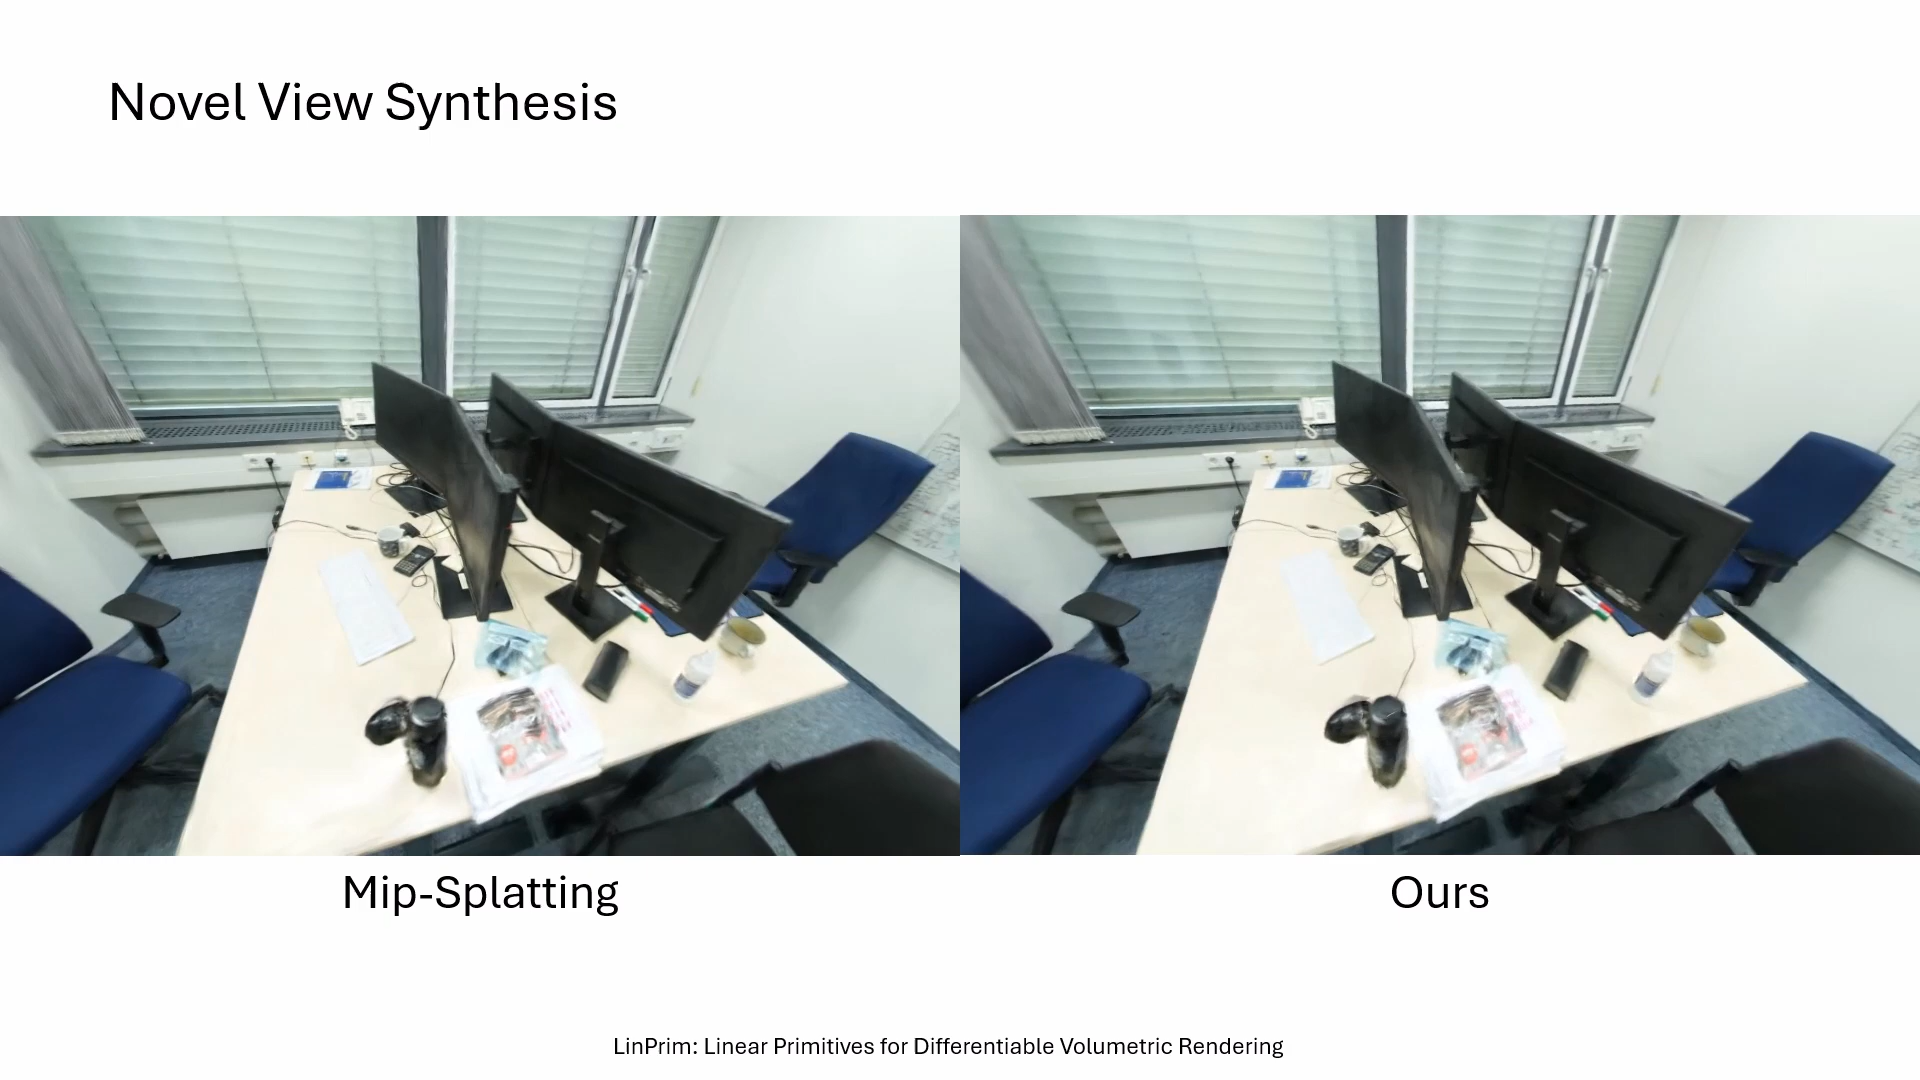 Novel View Synthesis
Mip-Splatting
Ours
LinPrim: Linear Primitives for Differentiable Volumetric Rendering